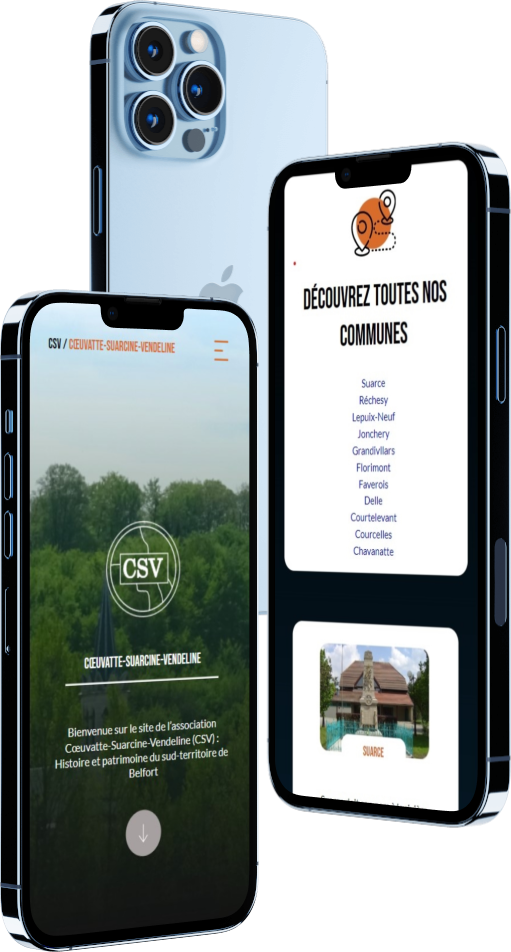 CSV / CŒUVATTE-SUARCINE-VENDELINE
CSV
CŒUVATTE-SUARCINE-VENDELINE
Bienvenue sur le site de l'association
Cœuvatte-Suarcine-Vendeline (CSV) :
Histoire et patrimoine du sud-territoire de
Belfort
DÉCOUVREZ TOUTES NOS
COMMUNES
Suarce
Réchesy
Lepuix-Neuf
Jonchery
Grandvillars
Florimont
Faverois
Delle
Courtelevant
Courcelles
Chavanatte
SUARCE